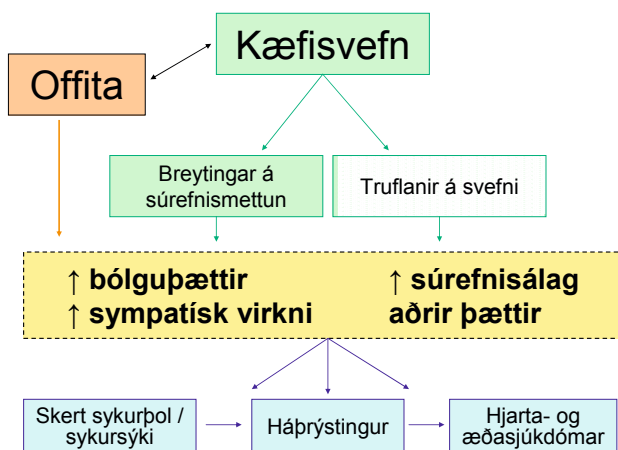 Kæfisvefn
Offita
Breytingar á
súrefnismettun
Truflanir á svefni
↑ bólguþættir
↑ sympatísk virkni
↑ súrefnisálag
aðrir þættir
Skert sykurþol /
sykursýki
Háþrýstingur
Hjarta- og
æðasjúkdómar